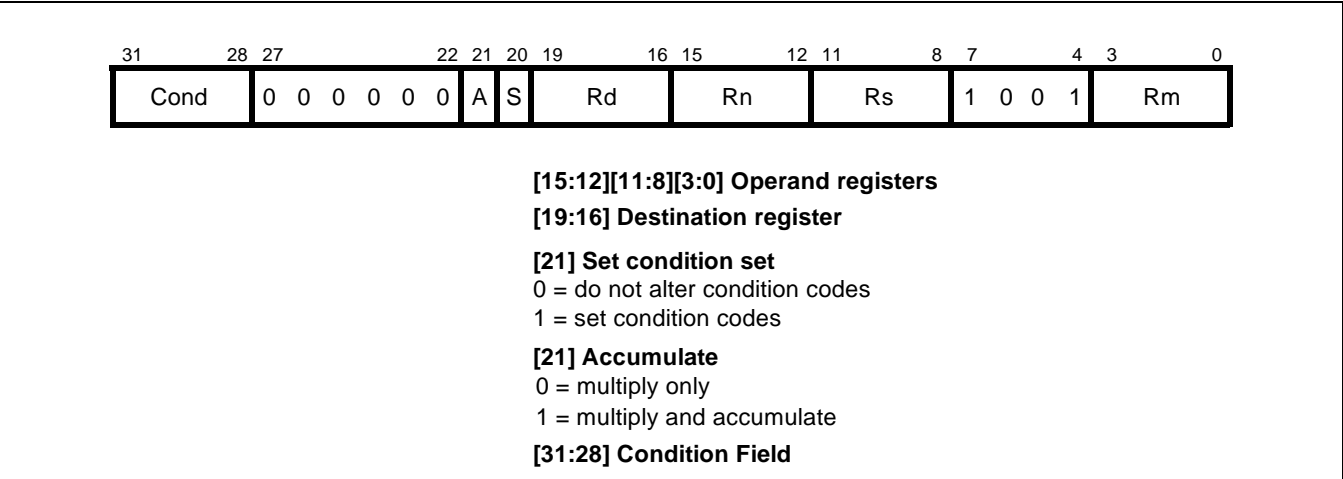 31 28 27 22 21 20 19 16 15 12 11 8 7 4 3 0
Cond 0 0 0 0 0 0 A S Rd Rn Rs 1 0 0 1 Rm
[15:12][11:8][3:0] Operand registers
[19:16] Destination register
[21] Set condition set
0 = do not alter condition codes
1 = set condition codes
[21] Accumulate
0 = multiply only
1 = multiply and accumulate
[31:28] Condition Field